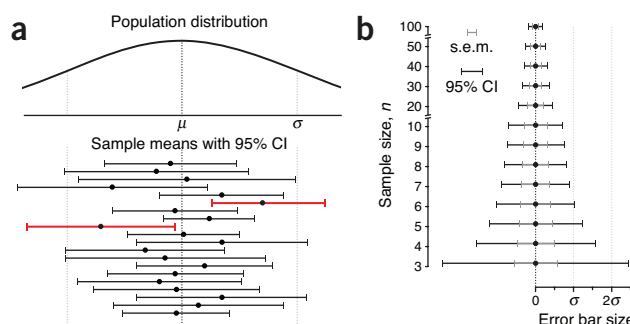 a
Population distribution
μ
σ
Sample means with 95% CI
b
s.e.m.
95% CI
Sample size, n
100
50
40
30
20
10
9
8
7
6
5
4
3
0
σ
2σ
Error bar size